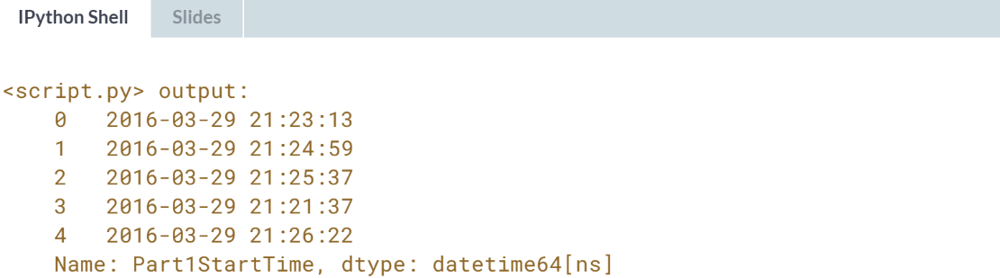 IPython Shell
Slides
<script.py> output:
0 2016-03-29 21:23:13
1 2016-03-29 21:24:59
2 2016-03-29 21:25:37
3 2016-03-29 21:21:37
4 2016-03-29 21:26:22
Name: Part1StartTime, dtype: datetime64[ns]